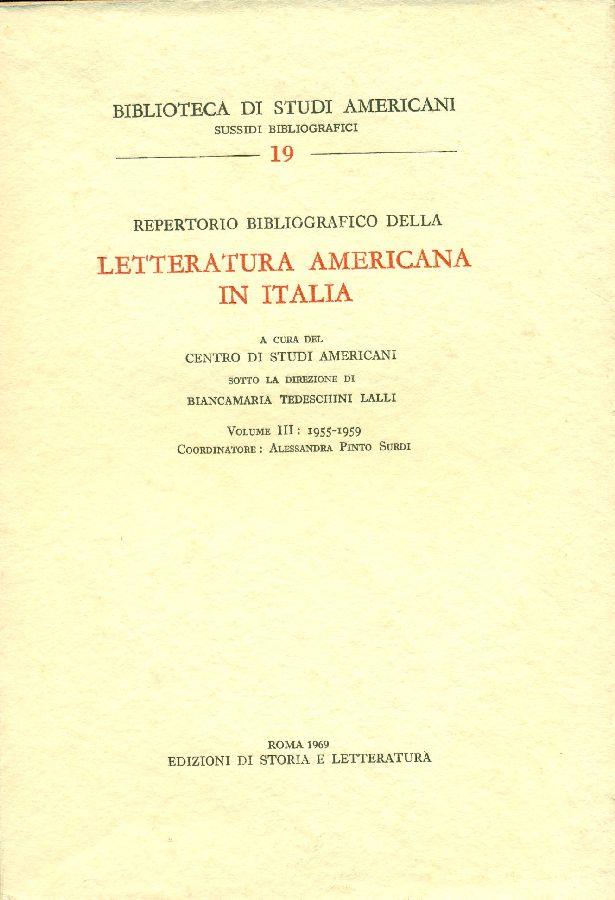 BIBLIOTECA DI STUDI AMERICANI
SUSSIDI BIBLIOGRAFICI
19
REPERTORIO BIBLIOGRAFICO DELLA
LETTERATURA AMERICANA
IN ITALIA
A CURA DEL
CENTRO DI STUDI AMERICANI
SOTTO LA DIREZIONE DI
BIANCAMARIA TEDESCHINI LALLI
VOLUME III: 1955-1959
COORDINATORE: ALESSANDRA PINTO SURDI
ROMA 1969
EDIZIONI DI STORIA E LETTERATURA